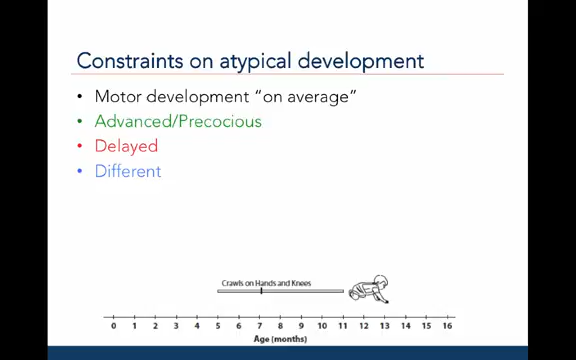 Constraints on atypical development
• Motor development “on average”
• Advanced/Precocious
• Delayed
• Different
Crawls on Hands and Knees
0 1 2 3 4 5 6 7 8 9 10 11 12 13 14 15 16
Age (months)